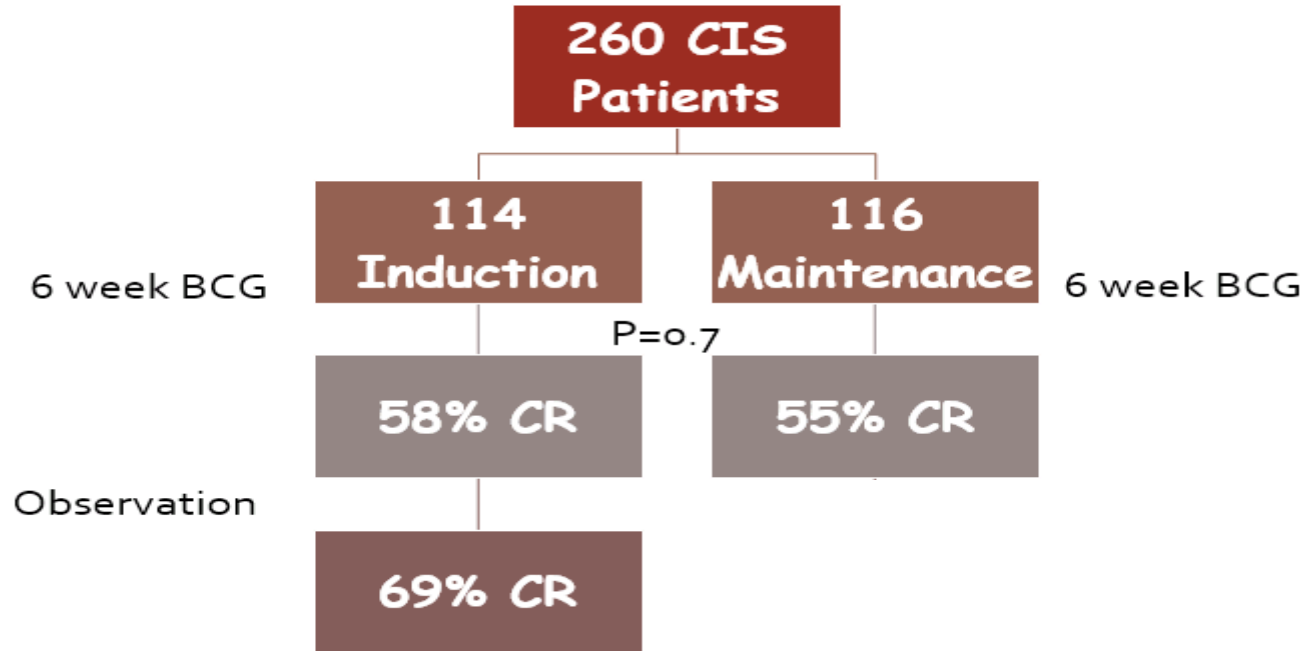 260 CIS
Patients
114
Induction
116
Maintenance
6 week BCG
6 week BCG
P=0.7
58% CR
55% CR
Observation
69% CR